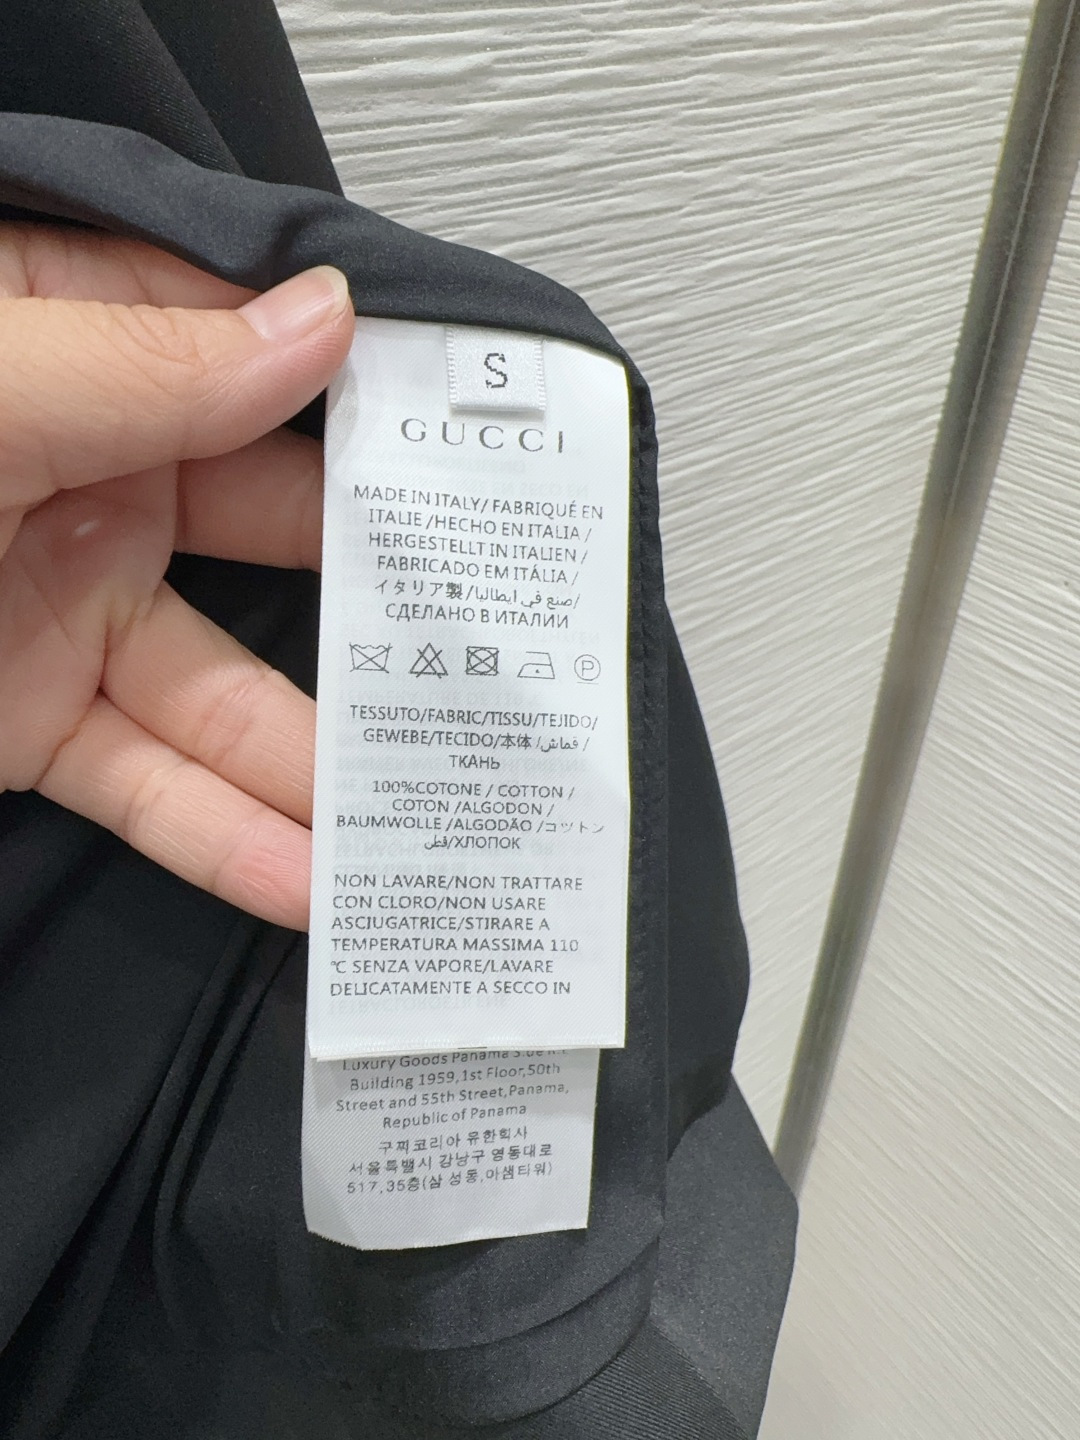 S
GUCCI
MADE IN ITALY/ FABRIQUÉ EN
ITALIE /HECHO EN ITALIA /
HERGESTELLT IN ITALIEN /
FABRICADO EM ITÁLIA /
イタリア製 /صنع في ايطاليا/
СДЕЛАНО В ИТАЛИИ
P
TESSUTO/FABRIC/TISSU/TEJIDO/
GEWEBE/TECIDO/本体 /قماش /
ТКАНЬ
100%COTONE / COTTON /
COTON /ALGODON /
BAUMWOLLE /ALGODÃO /コットン
قطن/ХЛОПОК
NON LAVARE/NON TRATTARE
CON CLORO/NON USARE
ASCIUGATRICE/STIRARE A
TEMPERATURA MASSIMA 110
℃ SENZA VAPORE/LAVARE
DELICATAMENTE A SECCO IN
Luxury Goods Panama S.de R.L
Building 1959,1st Floor,50th
Street and 55th Street,Panama,
Republic of Panama
구찌코리아 유한회사
서울특별시 강남구 영동대로
517,35층(삼 성동,아샘타워)